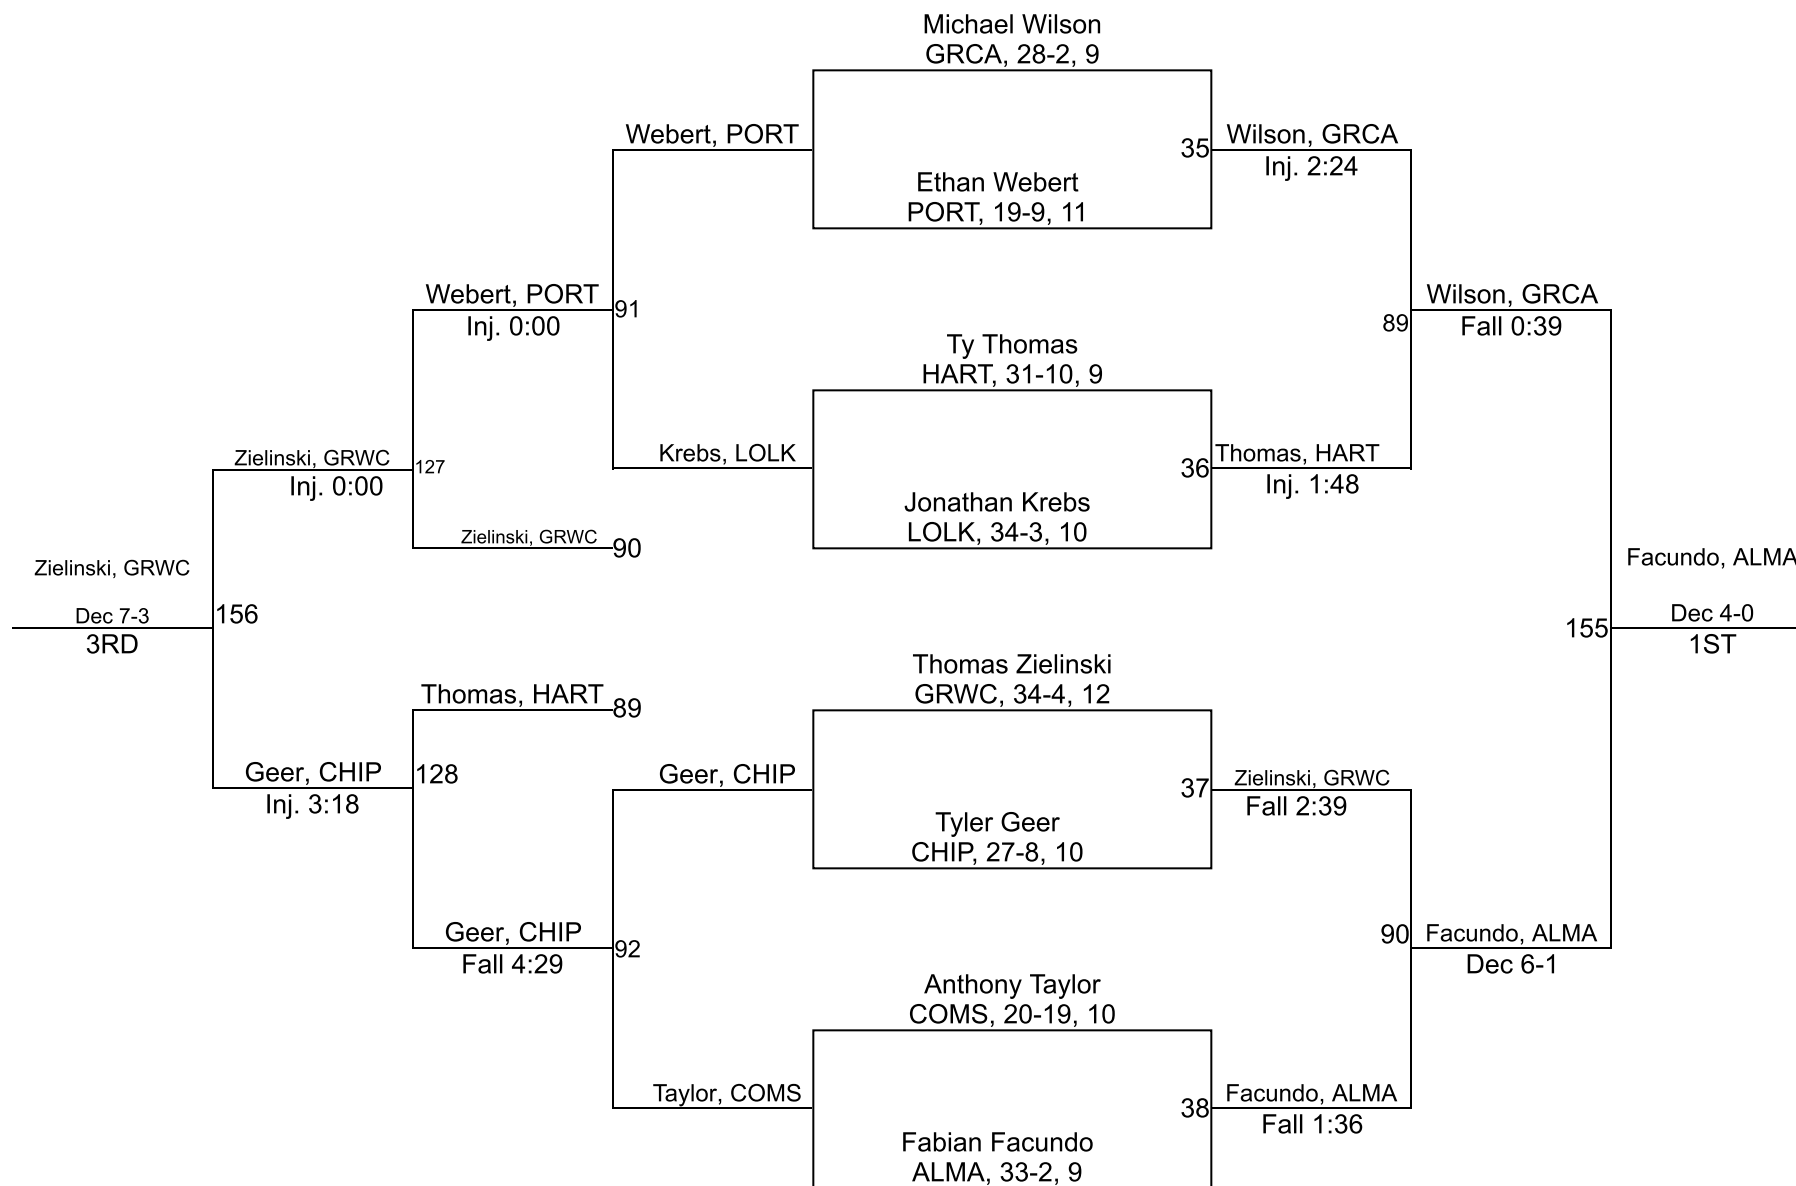 Michael Wilson
GRCA, 28-2, 9
Webert, PORT
35
Wilson, GRCA
Inj. 2:24
Ethan Webert
PORT, 19-9, 11
Webert, PORT
Inj. 0:00
91
Wilson, GRCA
Fall 0:39
89
Ty Thomas
HART, 31-10, 9
Zielinski, GRWC
Inj. 0:00
127
Krebs, LOLK
36
Thomas, HART
Inj. 1:48
Jonathan Krebs
LOLK, 34-3, 10
Zielinski, GRWC
90
Zielinski, GRWC
Dec 7-3
3RD
156
Facundo, ALMA
Dec 4-0
1ST
155
Thomas Zielinski
GRWC, 34-4, 12
Thomas, HART
89
Geer, CHIP
Inj. 3:18
128
Geer, CHIP
37
Zielinski, GRWC
Fall 2:39
Tyler Geer
CHIP, 27-8, 10
Geer, CHIP
Fall 4:29
92
90
Facundo, ALMA
Dec 6-1
Anthony Taylor
COMS, 20-19, 10
Taylor, COMS
38
Facundo, ALMA
Fall 1:36
Fabian Facundo
ALMA, 33-2, 9